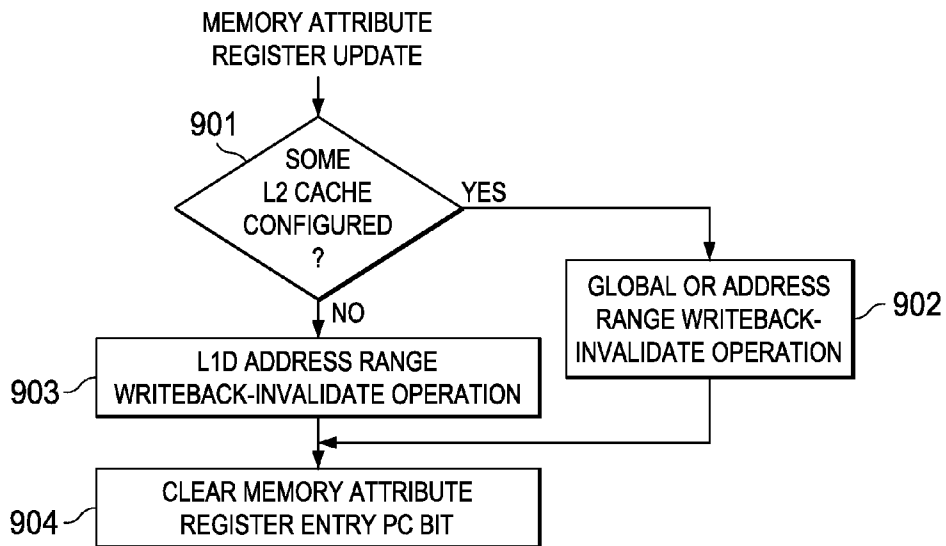 MEMORY ATTRIBUTE
REGISTER UPDATE
901
SOME
L2 CACHE
CONFIGURED
?
YES
NO
GLOBAL OR ADDRESS
RANGE WRITEBACK-
INVALIDATE OPERATION
902
L1D ADDRESS RANGE
WRITEBACK-INVALIDATE OPERATION
903
CLEAR MEMORY ATTRIBUTE
REGISTER ENTRY PC BIT
904